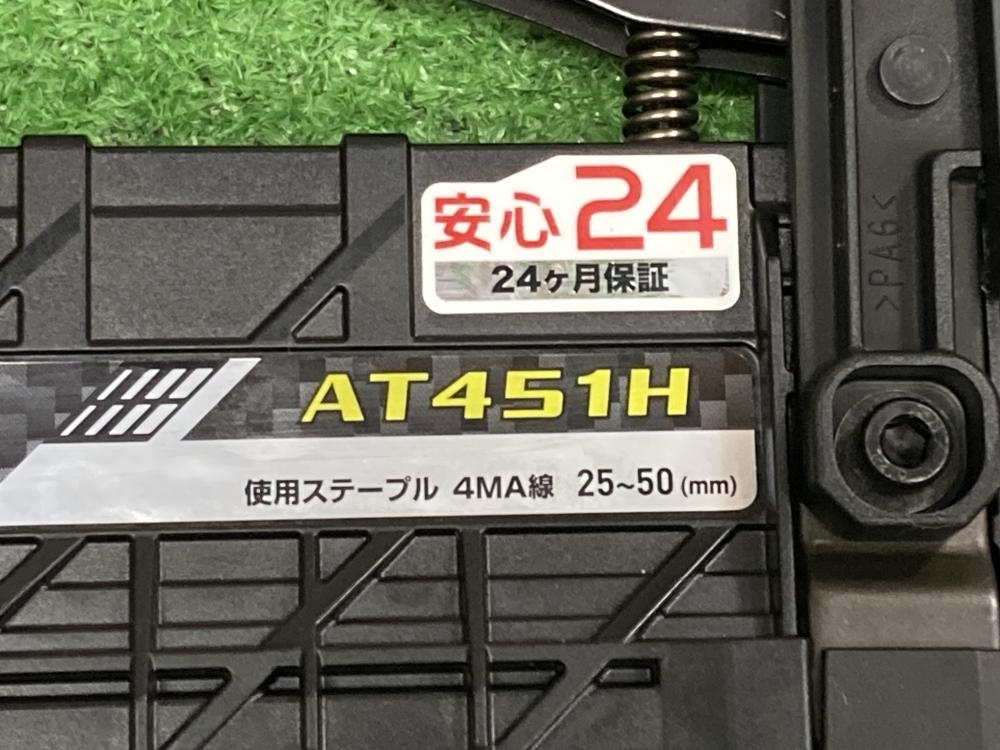 安心24
24ヶ月保証
>PA6<
AT451H
使用ステープル 4MA線 25~50(mm)